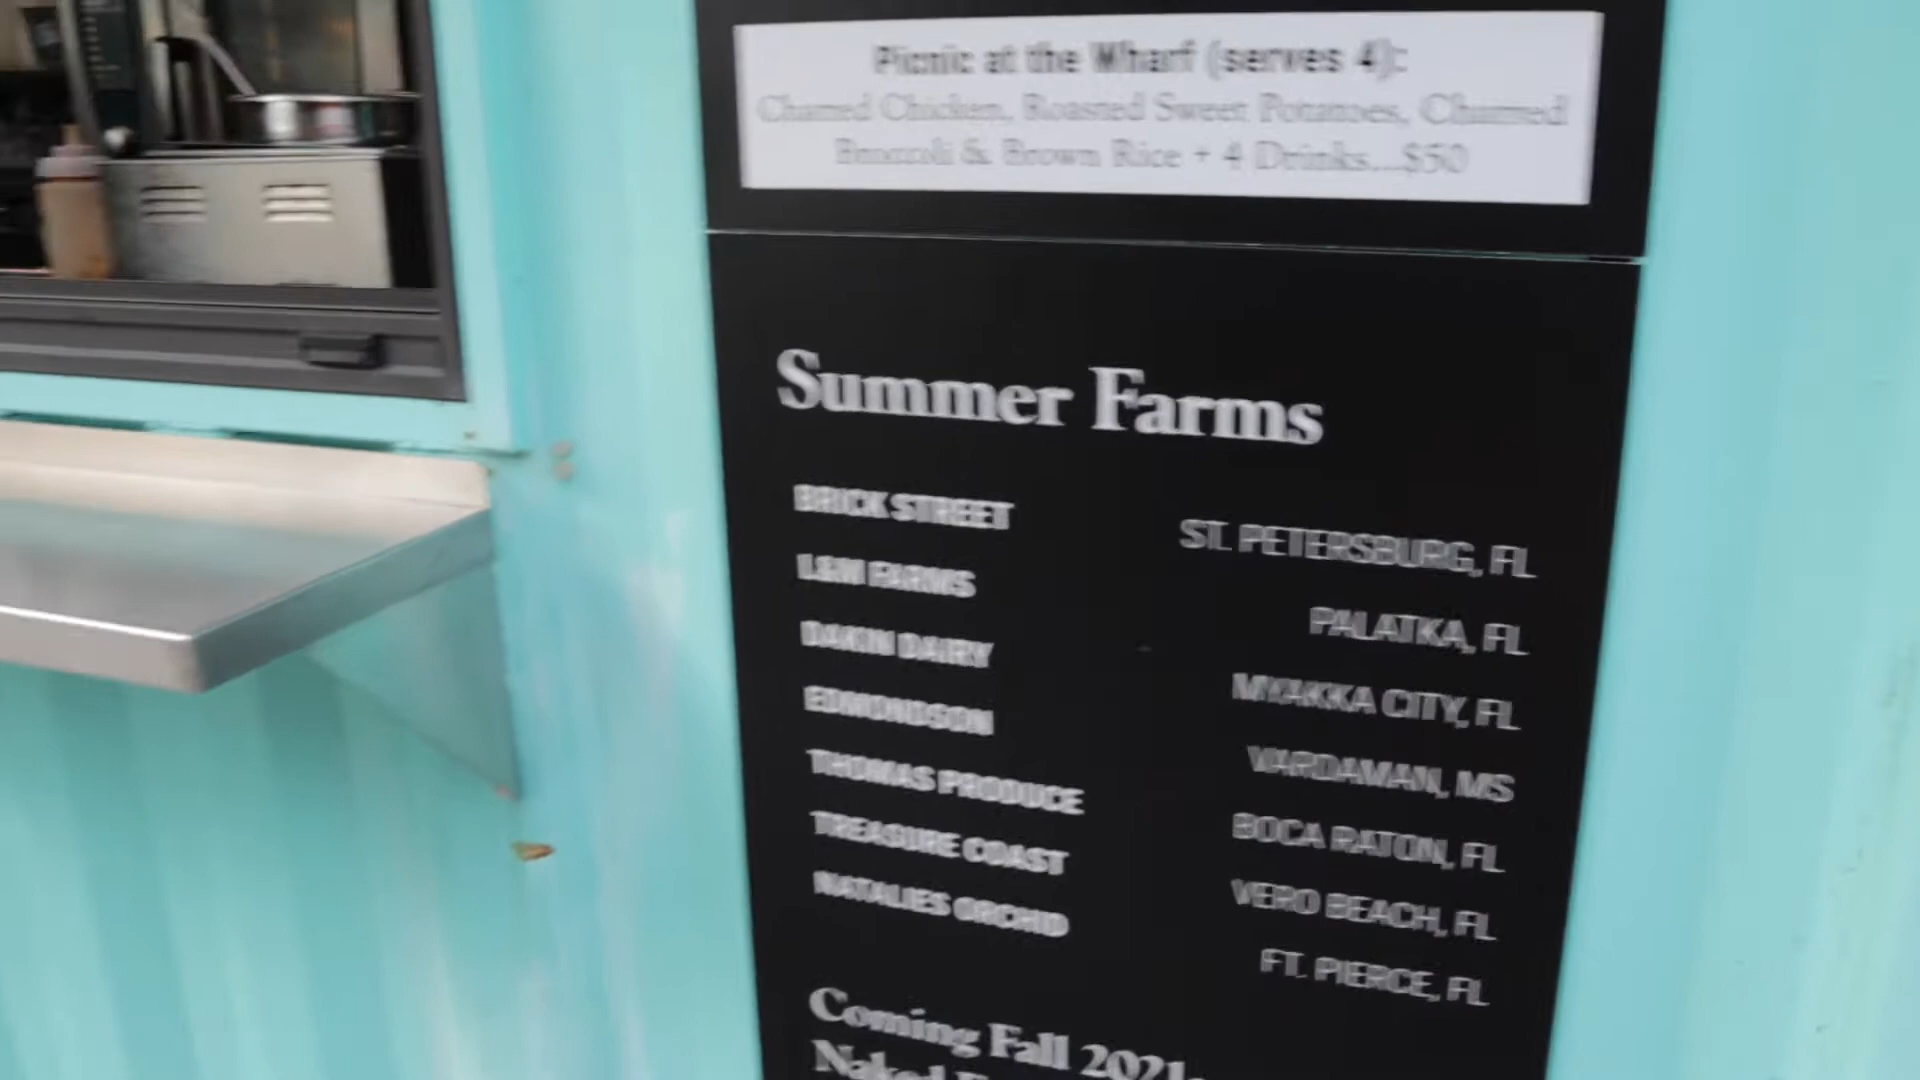 Picnic at the Wharf (serves 4):
Charred Chicken, Roasted Sweet Potatoes, Charred
Broccoli & Brown Rice + 4 Drinks...$50
Summer Farms
BRICK STREET ST. PETERSBURG, FL
L&M FARMS PALATKA, FL
DAKIN DAIRY MYAKKA CITY, FL
EDMONDSON VARDAMAN, MS
THOMAS PRODUCE BOCA RATON, FL
TREASURE COAST VERO BEACH, FL
NATALIES ORCHID FT. PIERCE, FL
Coming Fall 2021:
Naked